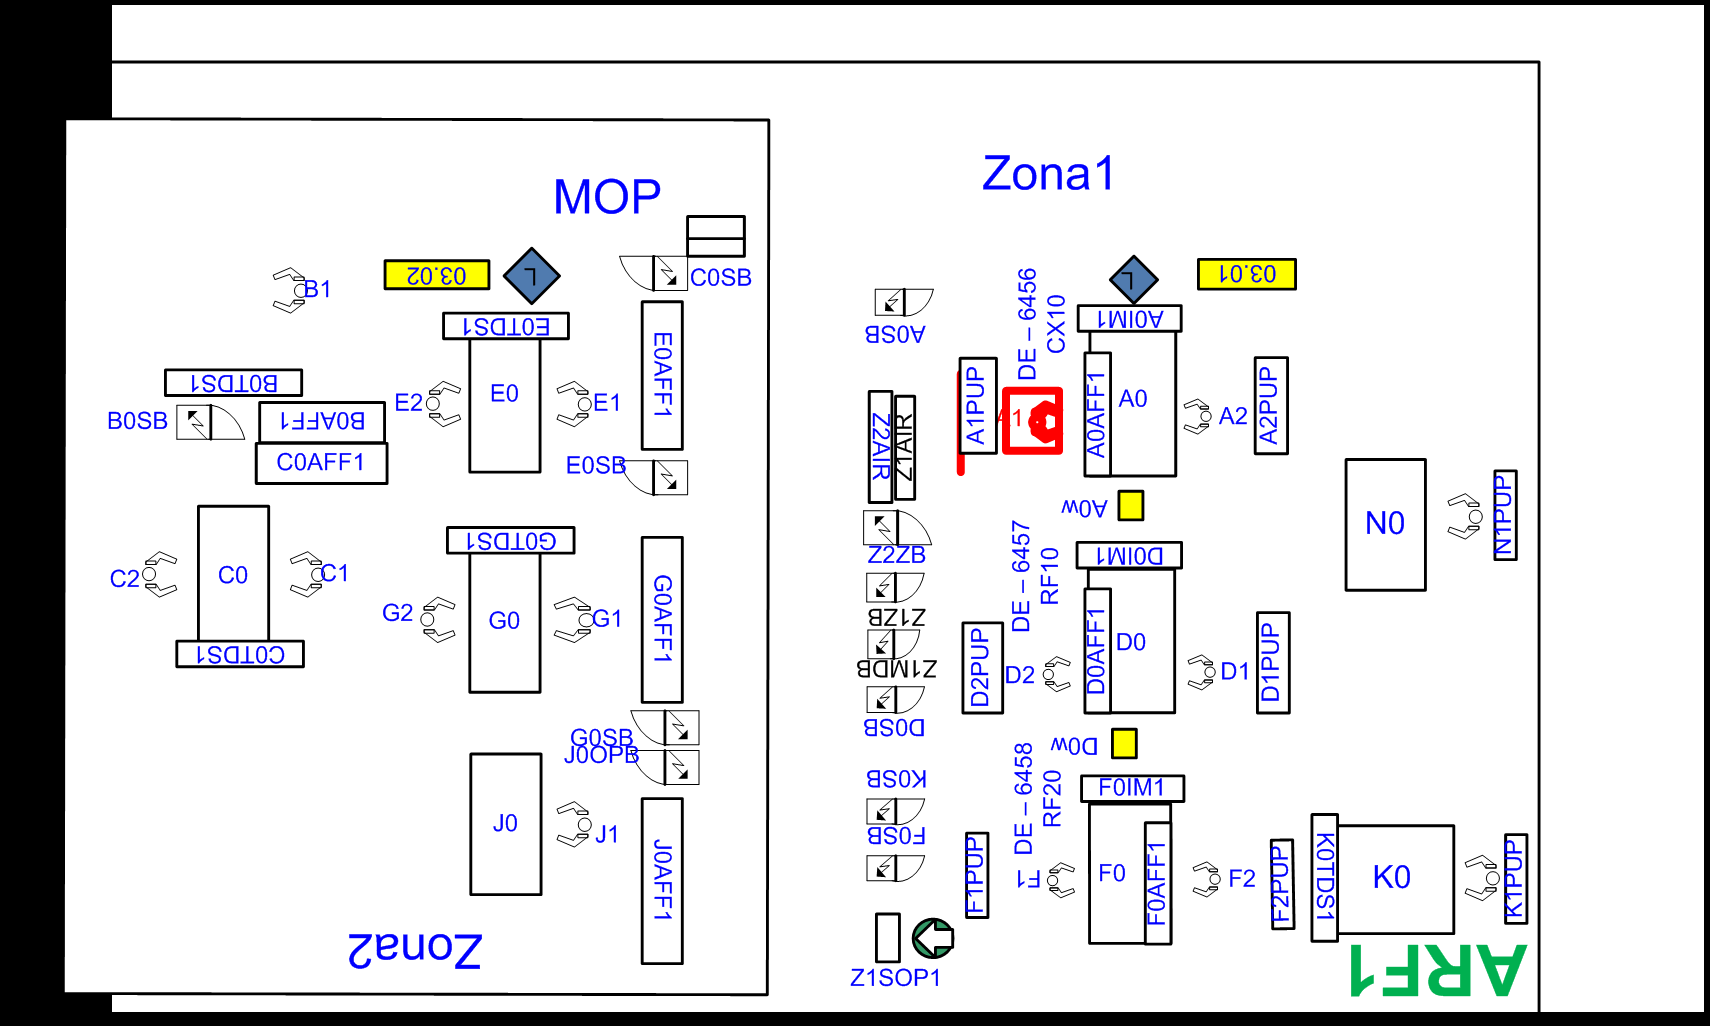 Zona1
MOP
C0SB
03.02
L
B1
E0TDS1
E0AFF1
B0TDS1
B0SB
B0AFF1
C0AFF1
E2
E0
E1
E0SB
G0TDS1
C2
C0
C1
C0TDS1
G2
G0
G1
G0AFF1
G0SB
J0OPB
J0
J1
J0AFF1
Zona2
A0SB
DE – 6456
CX10
L
03.01
A0IM1
A1PUP
A1
A0AFF1
A0
A2
A2PUP
Z2AIR
Z1AIR
A0w
Z2ZB
DE – 6457
RF10
D0IM1
Z1ZB
Z1MDB
D2PUP
D2
D0AFF1
D0
D1
D1PUP
D0SB
D0w
N0
N1PUP
K0SB
DE – 6458
RF20
F0IM1
F0SB
F1PUP
F1
F0
F0AFF1
F2
F2PUP
K0TDS1
K0
K1PUP
Z1SOP1
ARF1